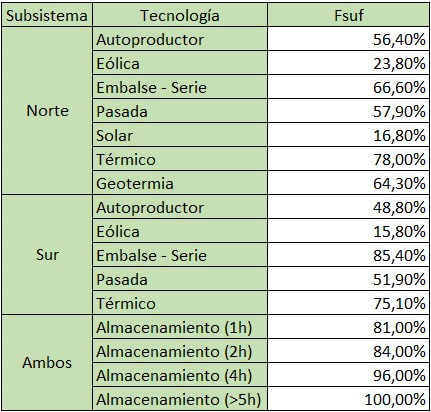 Subsistema Tecnología Fsuf
Norte
Autoproductor 56,40%
Eólica 23,80%
Embalse - Serie 66,60%
Pasada 57,90%
Solar 16,80%
Térmico 78,00%
Geotermia 64,30%
Sur
Autoproductor 48,80%
Eólica 15,80%
Embalse - Serie 85,40%
Pasada 51,90%
Térmico 75,10%
Ambos
Almacenamiento (1h) 81,00%
Almacenamiento (2h) 84,00%
Almacenamiento (4h) 96,00%
Almacenamiento (>5h) 100,00%